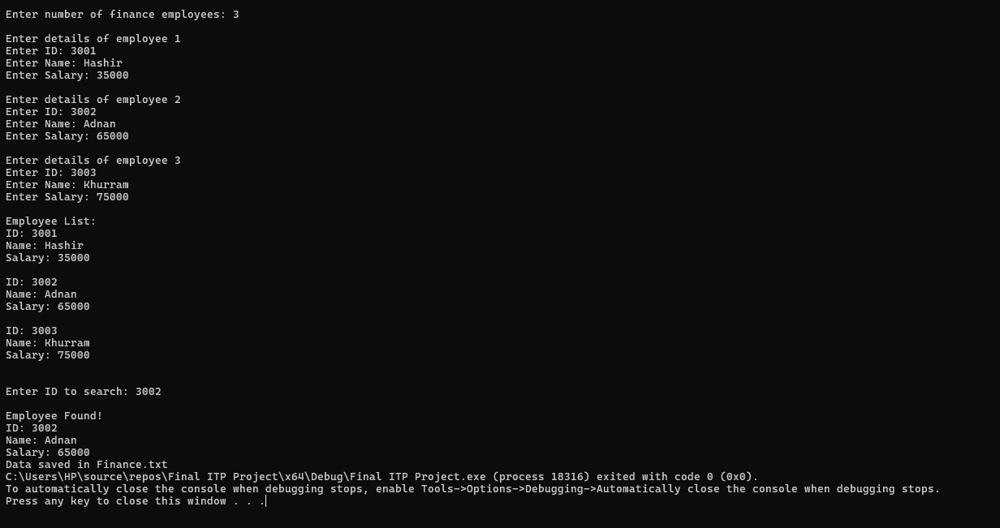 Enter number of finance employees: 3
Enter details of employee 1
Enter ID: 3001
Enter Name: Hashir
Enter Salary: 35000
Enter details of employee 2
Enter ID: 3002
Enter Name: Adnan
Enter Salary: 65000
Enter details of employee 3
Enter ID: 3003
Enter Name: Khurram
Enter Salary: 75000
Employee List:
ID: 3001
Name: Hashir
Salary: 35000
ID: 3002
Name: Adnan
Salary: 65000
ID: 3003
Name: Khurram
Salary: 75000
Enter ID to search: 3002
Employee Found!
ID: 3002
Name: Adnan
Salary: 65000
Data saved in Finance.txt
C:\Users\HP\source\repos\Final ITP Project\x64\Debug\Final ITP Project.exe (process 18316) exited with code 0 (0x0).
To automatically close the console when debugging stops, enable Tools->Options->Debugging->Automatically close the console when debugging stops.
Press any key to close this window . . .